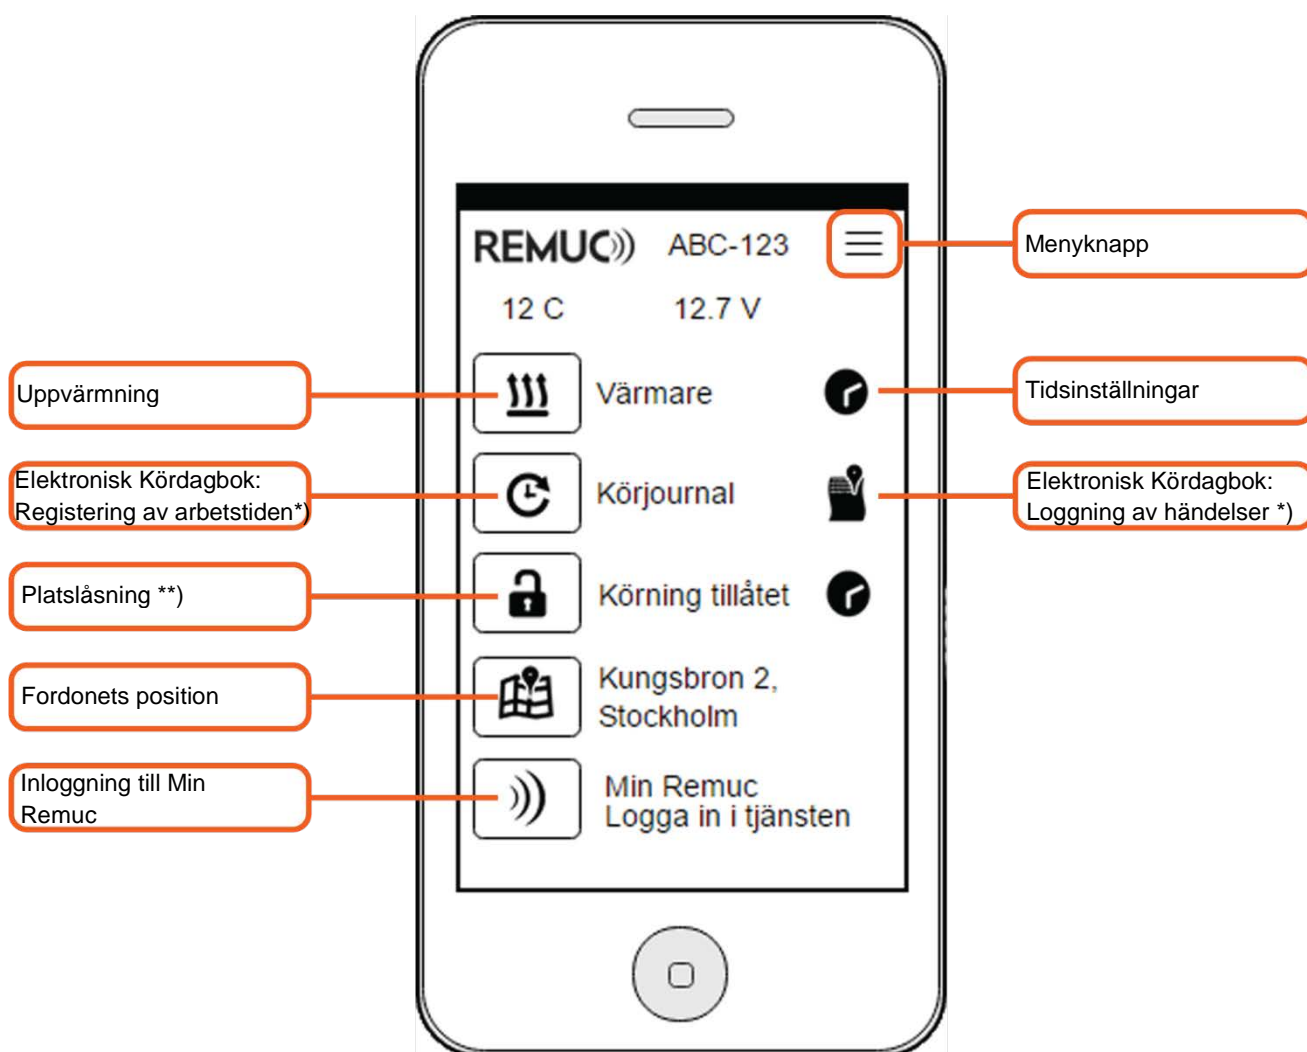 REMUC
ABC-123
Menyknapp
12 C
12.7 V
Uppvärmning
Värmare
Tidsinställningar
Elektronisk Kördagbok:
Registering av arbetstiden*)
Körjournal
Elektronisk Kördagbok:
Loggning av händelser *)
Platslåsning **)
Körning tillåtet
Fordonets position
Kungsbron 2,
Stockholm
Inloggning till Min
Remuc
Min Remuc
Logga in i tjänsten